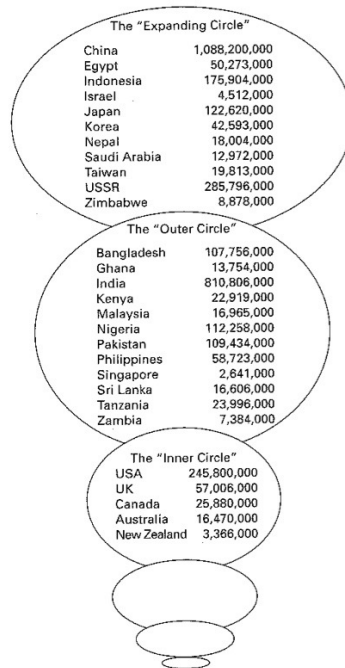 The "Expanding Circle"
China 1,088,200,000
Egypt 50,273,000
Indonesia 175,904,000
Israel 4,512,000
Japan 122,620,000
Korea 42,593,000
Nepal 18,004,000
Saudi Arabia 12,972,000
Taiwan 19,813,000
USSR 285,796,000
Zimbabwe 8,878,000
The "Outer Circle"
Bangladesh 107,756,000
Ghana 13,754,000
India 810,806,000
Kenya 22,919,000
Malaysia 16,965,000
Nigeria 112,258,000
Pakistan 109,434,000
Philippines 58,723,000
Singapore 2,641,000
Sri Lanka 16,606,000
Tanzania 23,996,000
Zambia 7,384,000
The "Inner Circle"
USA 245,800,000
UK 57,006,000
Canada 25,880,000
Australia 16,470,000
New Zealand 3,366,000